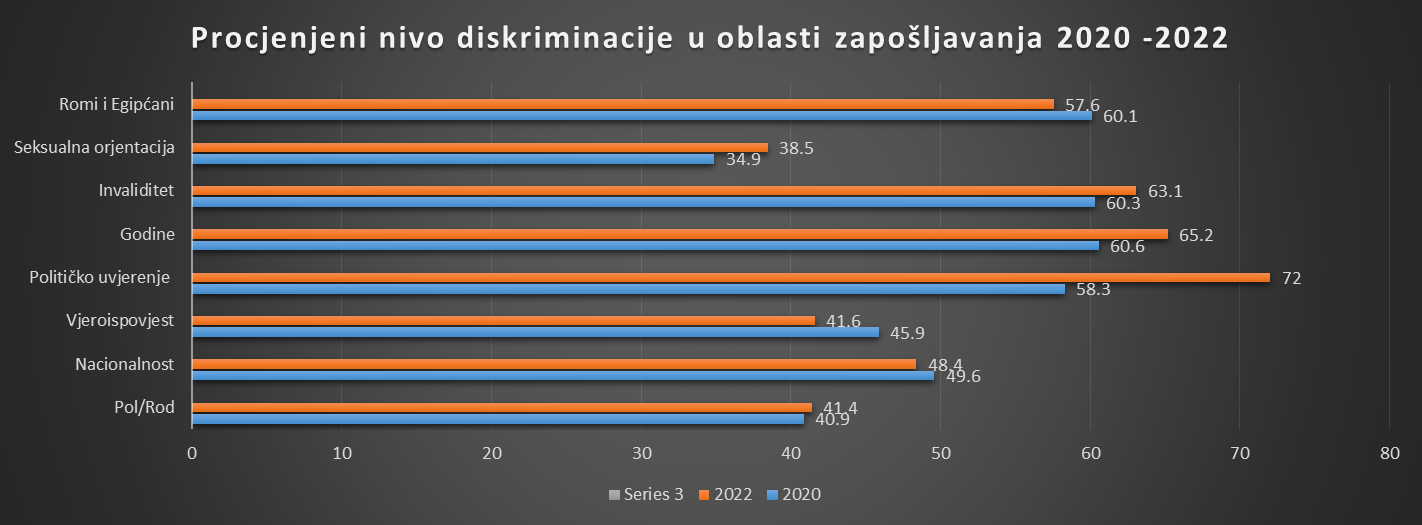 Procjenjeni nivo diskriminacije u oblasti zapošljavanja 2020 -2022
Romi i Egipćani 57.6
60.1
Seksualna orjentacija 38.5
34.9
Invaliditet 63.1
60.3
Godine 65.2
60.6
Političko uvjerenje 72
58.3
Vjeroispovjest 41.6
45.9
Nacionalnost 48.4
49.6
Pol/Rod 41.4
40.9
0 10 20 30 40 50 60 70 80
Series 3 2022 2020